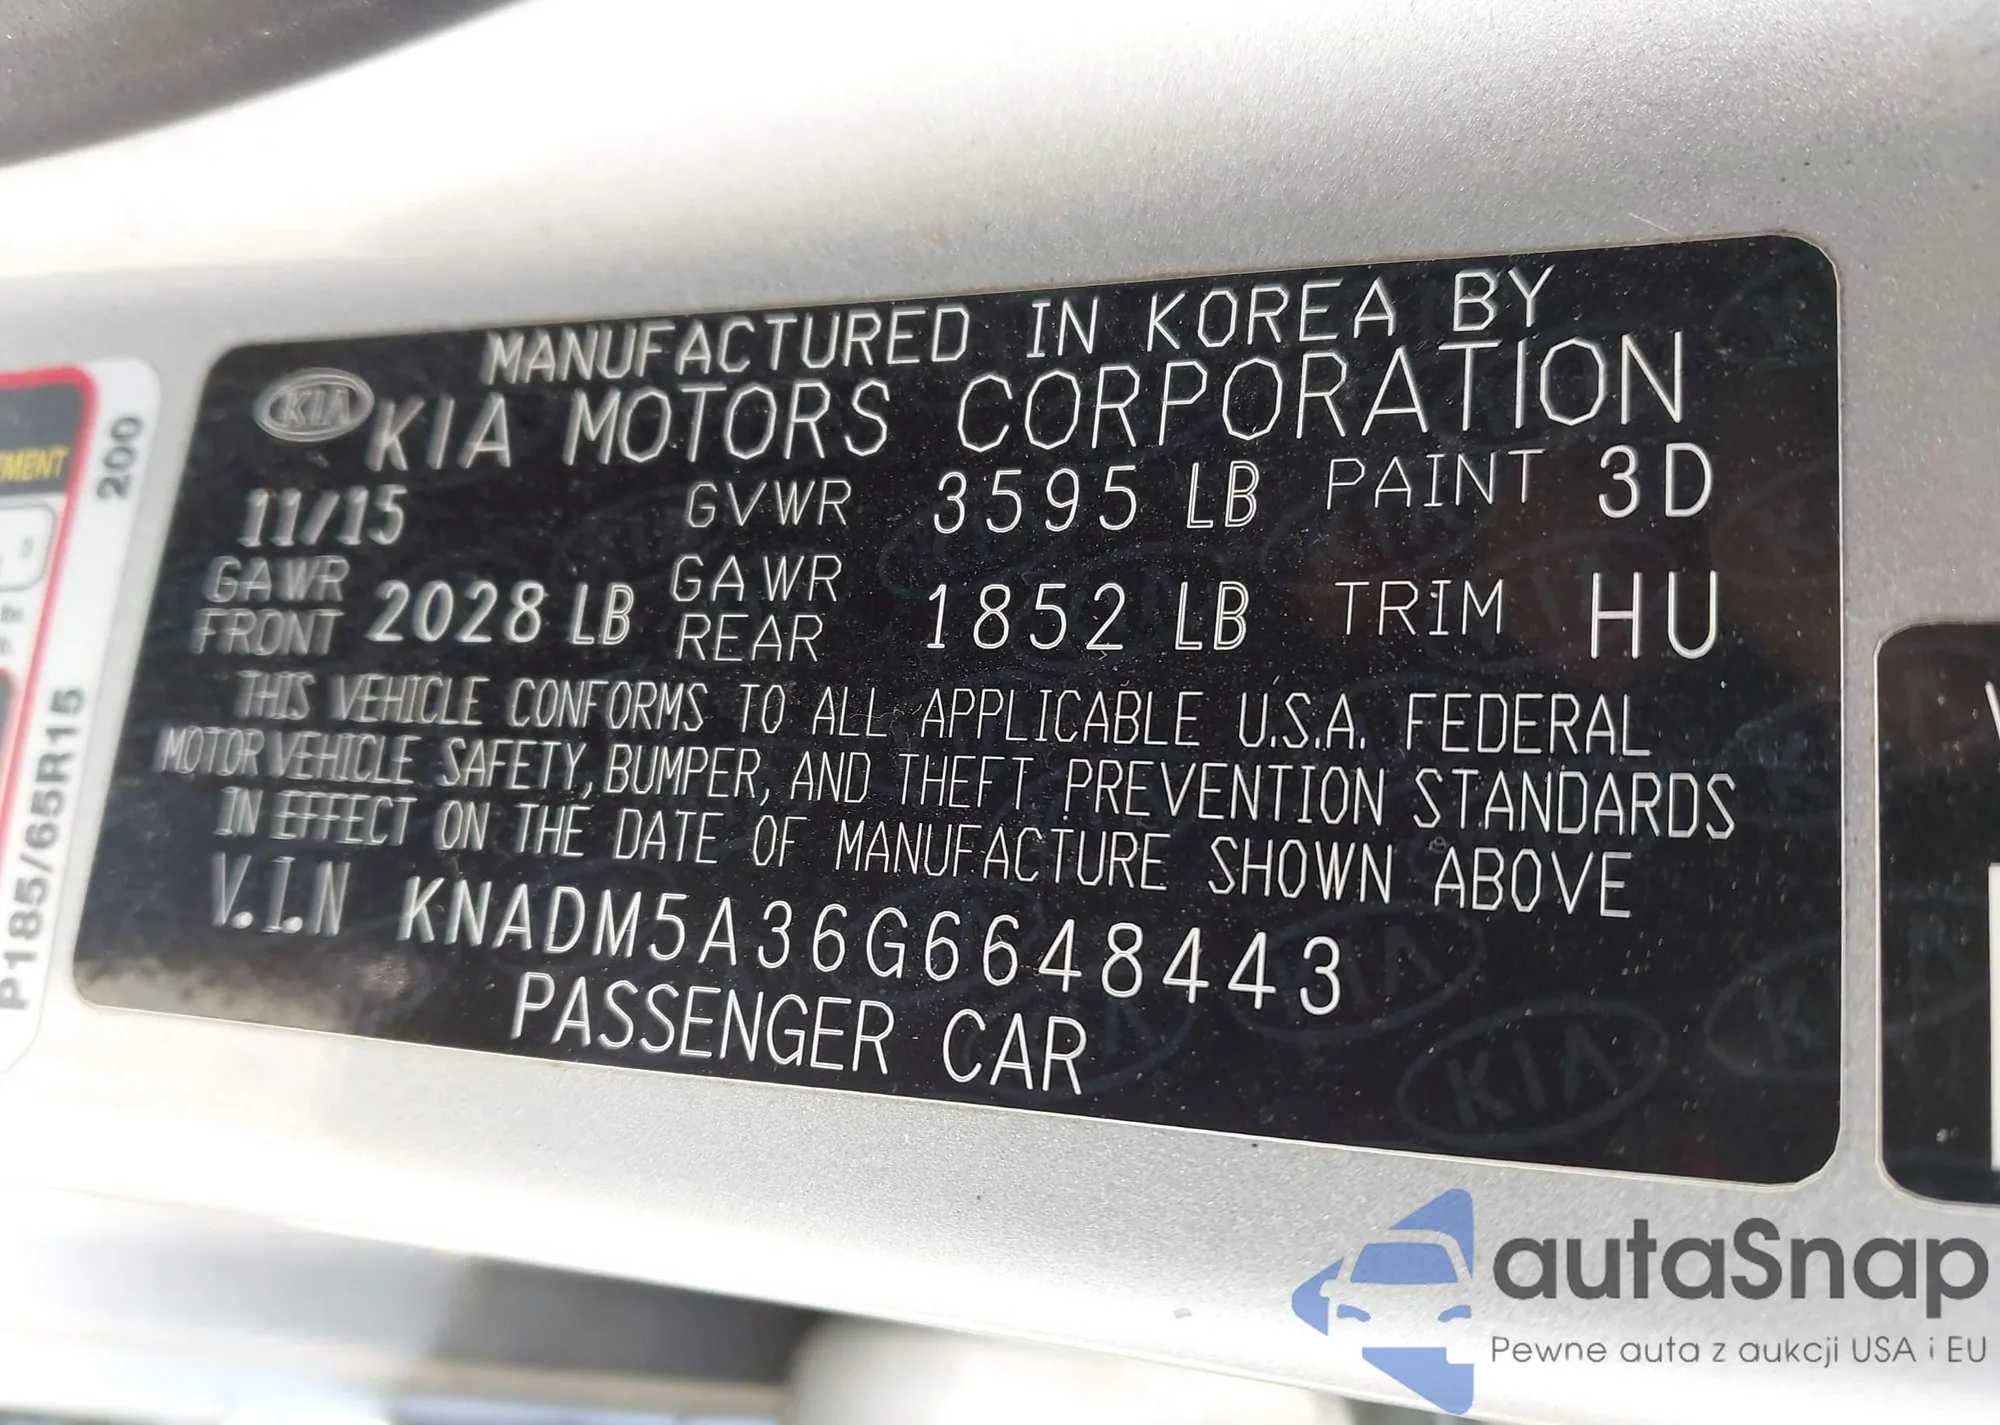 MANUFACTURED IN KOREA BY
KIA KIA MOTORS CORPORATION
11/15 GVWR 3595 LB PAINT 3D
GAWR FRONT 2028 LB GAWR REAR 1852 LB TRIM HU
THIS VEHICLE CONFORMS TO ALL APPLICABLE U.S.A. FEDERAL
MOTOR VEHICLE SAFETY, BUMPER, AND THEFT PREVENTION STANDARDS
IN EFFECT ON THE DATE OF MANUFACTURE SHOWN ABOVE
V.I.N KNADM5A36G6648443
PASSENGER CAR
200
P185/65R15
autaSnap
Pewne auta z aukcji USA i EU